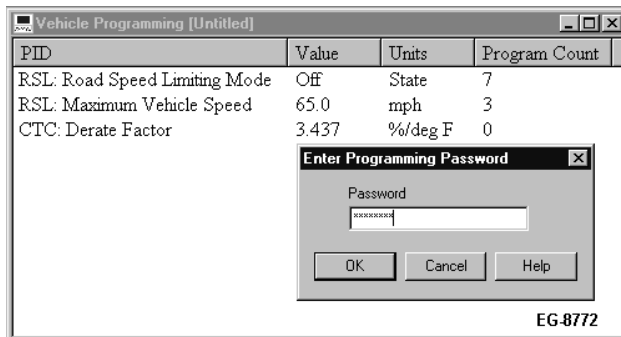 Vehicle Programming [Untitled]
PID Value Units Program Count
RSL: Road Speed Limiting Mode Off State 7
RSL: Maximum Vehicle Speed 65.0 mph 3
CTC: Derate Factor 3.437 %/deg F 0
Enter Programming Password
Password
xxxxxxxx
OK Cancel Help
EG-8772